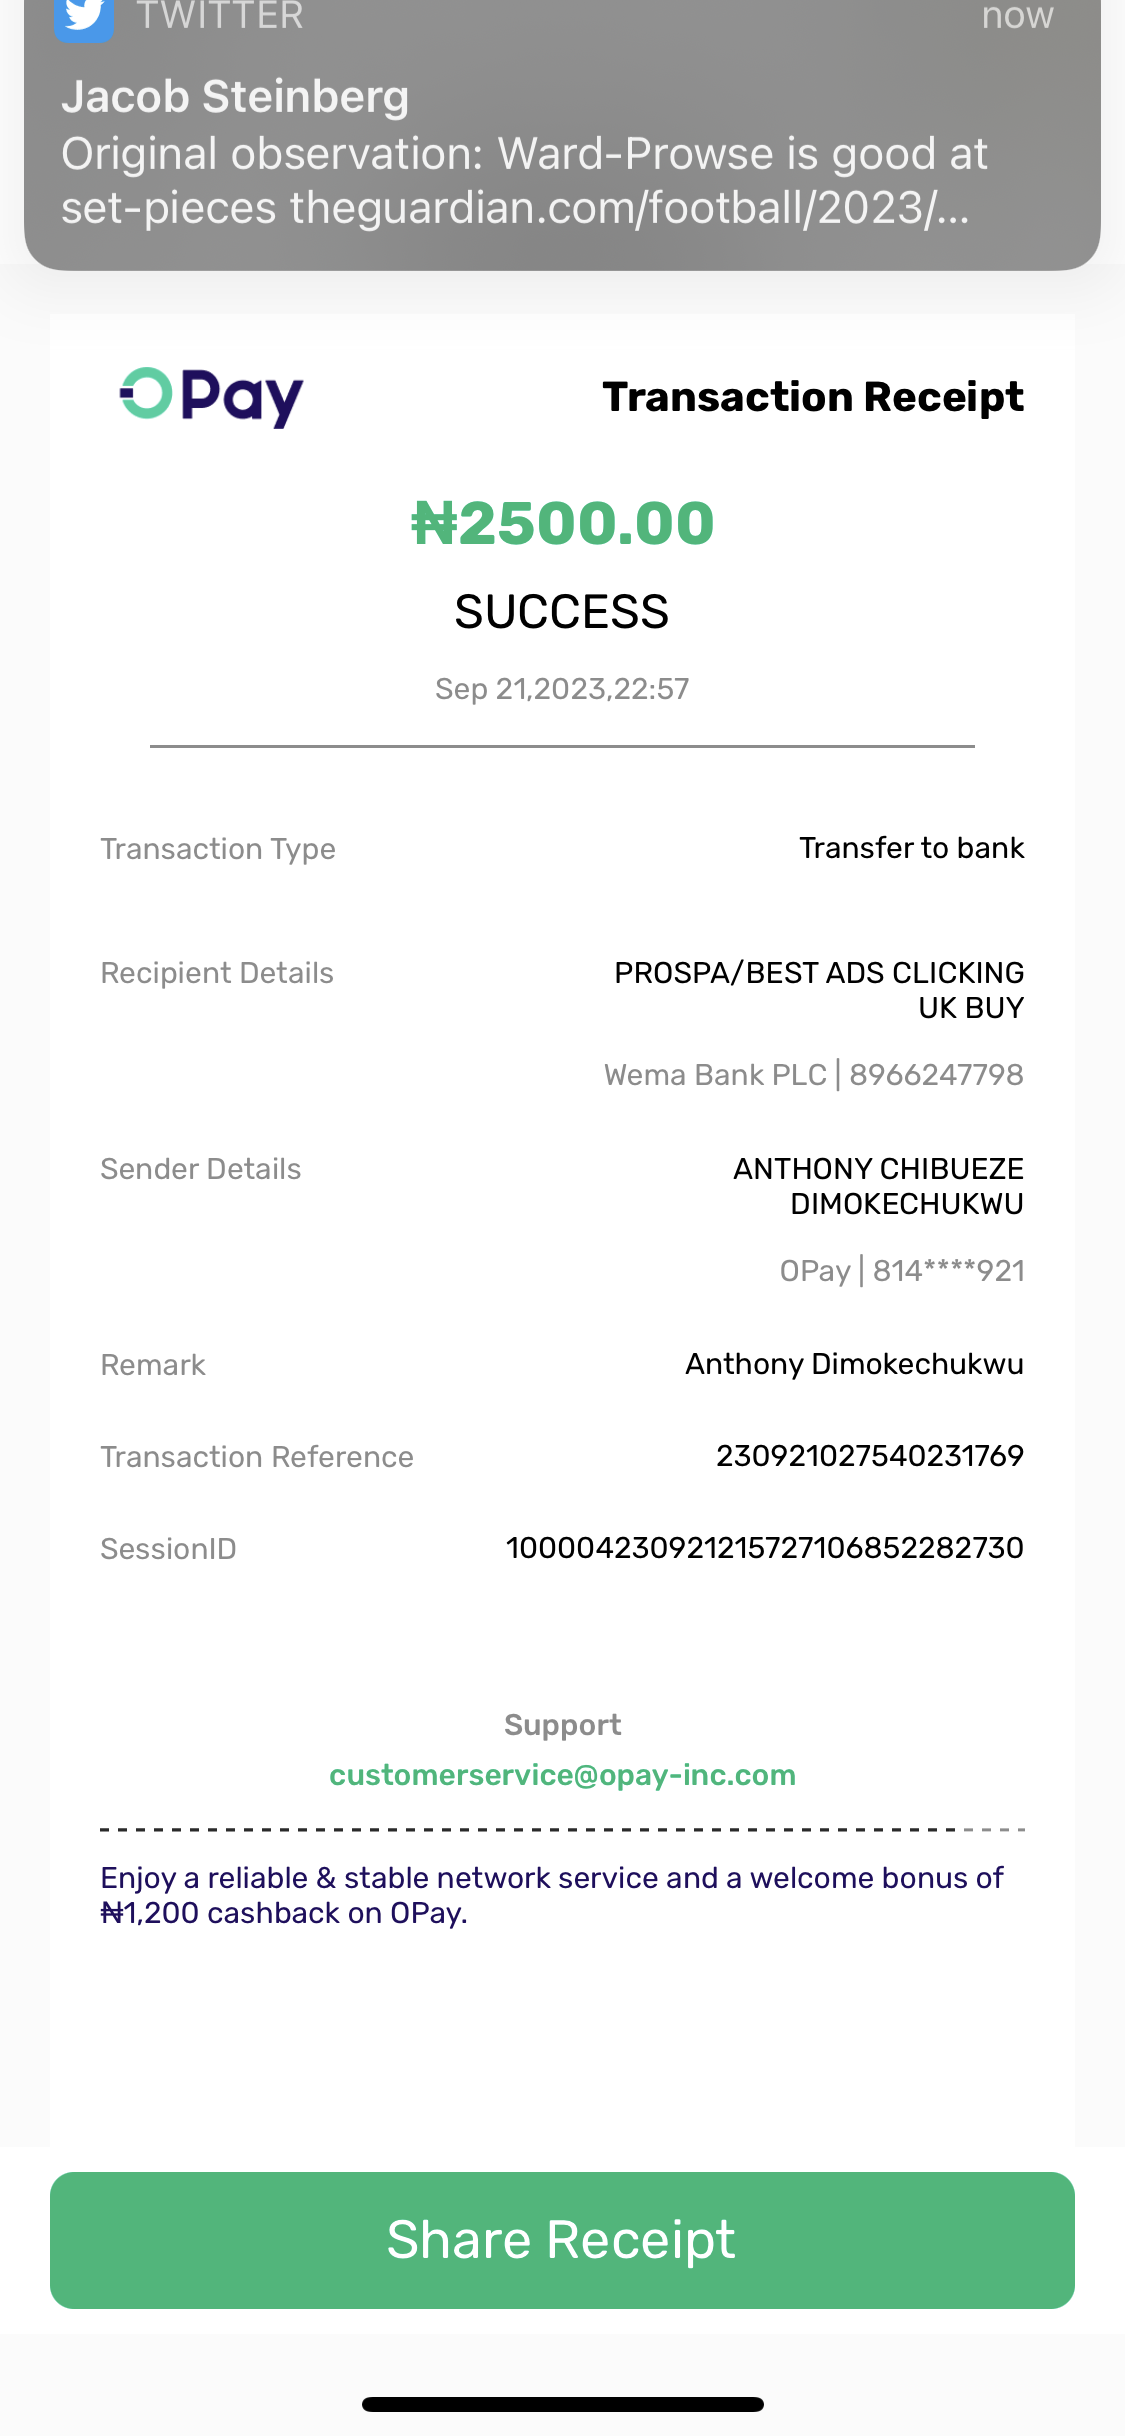 TWITTER
now
Jacob Steinberg
Original observation: Ward-Prowse is good at
set-pieces theguardian.com/football/2023/...
OPay
Transaction Receipt
₦2500.00
SUCCESS
Sep 21,2023,22:57
Transaction Type
Transfer to bank
Recipient Details
PROSPA/BEST ADS CLICKING
UK BUY
Wema Bank PLC | 8966247798
Sender Details
ANTHONY CHIBUEZE
DIMOKECHUKWU
OPay | 814****921
Remark
Anthony Dimokechukwu
Transaction Reference
230921027540231769
SessionID
100004230921215727106852282730
Support
customerservice@opay-inc.com
Enjoy a reliable & stable network service and a welcome bonus of
₦1,200 cashback on OPay.
Share Receipt